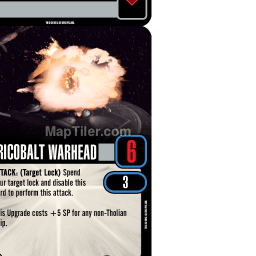 MapTiler.com
RICOBALT WARHEAD
6
TACK: (Target Lock) Spend
ur target lock and disable this
rd to perform this attack.
3
is Upgrade costs +5 SP for any non-Tholian
ip.